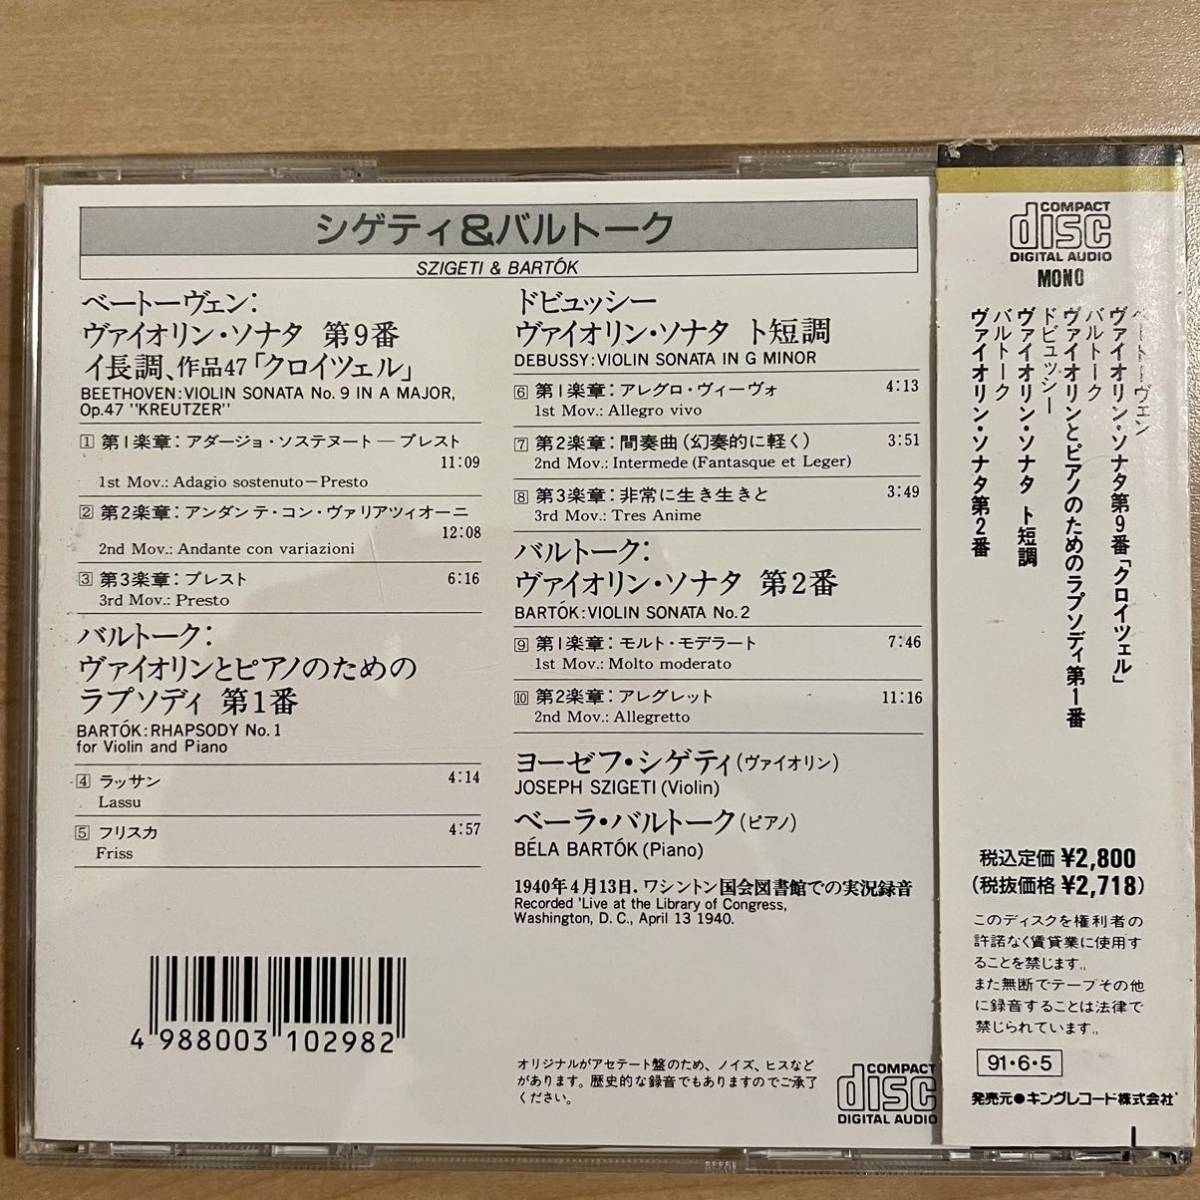 シゲティ&バルトーク
SZIGETI & BARTÓK
ベートーヴェン:
ヴァイオリン・ソナタ 第9番
イ長調、作品47「クロイツェル」
BEETHOVEN:VIOLIN SONATA No.9 IN A MAJOR,
Op.47 "KREUTZER"
1 第1楽章:アダージョ・ソステヌート―プレスト
11:09
1st Mov.: Adagio sostenuto―Presto
2 第2楽章:アンダンテ・コン・ヴァリアツィオーニ
12:08
2nd Mov.: Andante con variazioni
3 第3楽章:プレスト 6:16
3rd Mov.: Presto
バルトーク:
ヴァイオリンとピアノのための
ラプソディ 第1番
BARTÓK:RHAPSODY No.1
for Violin and Piano
4 ラッサン 4:14
Lassu
5 フリスカ 4:57
Friss
ドビュッシー
ヴァイオリン・ソナタ ト短調
DEBUSSY:VIOLIN SONATA IN G MINOR
6 第1楽章:アレグロ・ヴィーヴォ 4:13
1st Mov.: Allegro vivo
7 第2楽章:間奏曲(幻奏的に軽く) 3:51
2nd Mov.: Intermede (Fantasque et Leger)
8 第3楽章:非常に生き生きと 3:49
3rd Mov.: Tres Anime
バルトーク:
ヴァイオリン・ソナタ 第2番
BARTÓK:VIOLIN SONATA No.2
9 第1楽章:モルト・モデラート 7:46
1st Mov.: Molto moderato
10 第2楽章:アレグレット 11:16
2nd Mov.: Allegretto
ヨーゼフ・シゲティ(ヴァイオリン)
JOSEPH SZIGETI (Violin)
ベーラ・バルトーク(ピアノ)
BÉLA BARTÓK (Piano)
1940年4月13日．ワシントン国会図書館での実況録音
Recorded 'Live at the Library of Congress,
Washington, D. C., April 13 1940.
4 988003 102982
オリジナルがアセテート盤のため、ノイズ、ヒスなど
があります。歴史的な録音でもありますのでご了承
ください。
COMPACT
disc
DIGITAL AUDIO
COMPACT
disc
DIGITAL AUDIO
MONO
ベートーヴェン
ヴァイオリン・ソナタ第9番「クロイツェル」
バルトーク
ヴァイオリンとピアノのためのラプソディ第1番
ドビュッシー
ヴァイオリン・ソナタ ト短調
バルトーク
ヴァイオリン・ソナタ第2番
税込定価 ¥2,800
(税抜価格 ¥2,718)
このディスクを権利者の
許諾なく賃貸業に使用す
ることを禁じます。
また無断でテープその他
に録音することは法律で
禁じられています。
91・6・5
発売元●キングレコード株式会社